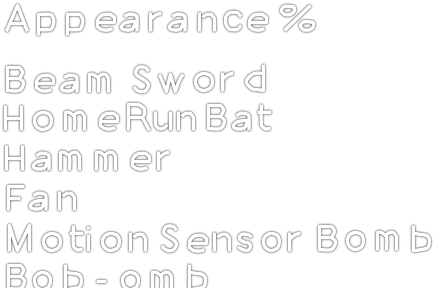 Appearance%
Beam Sword
HomeRunBat
Hammer
Fan
Motion Sensor Bomb
Bob-omb